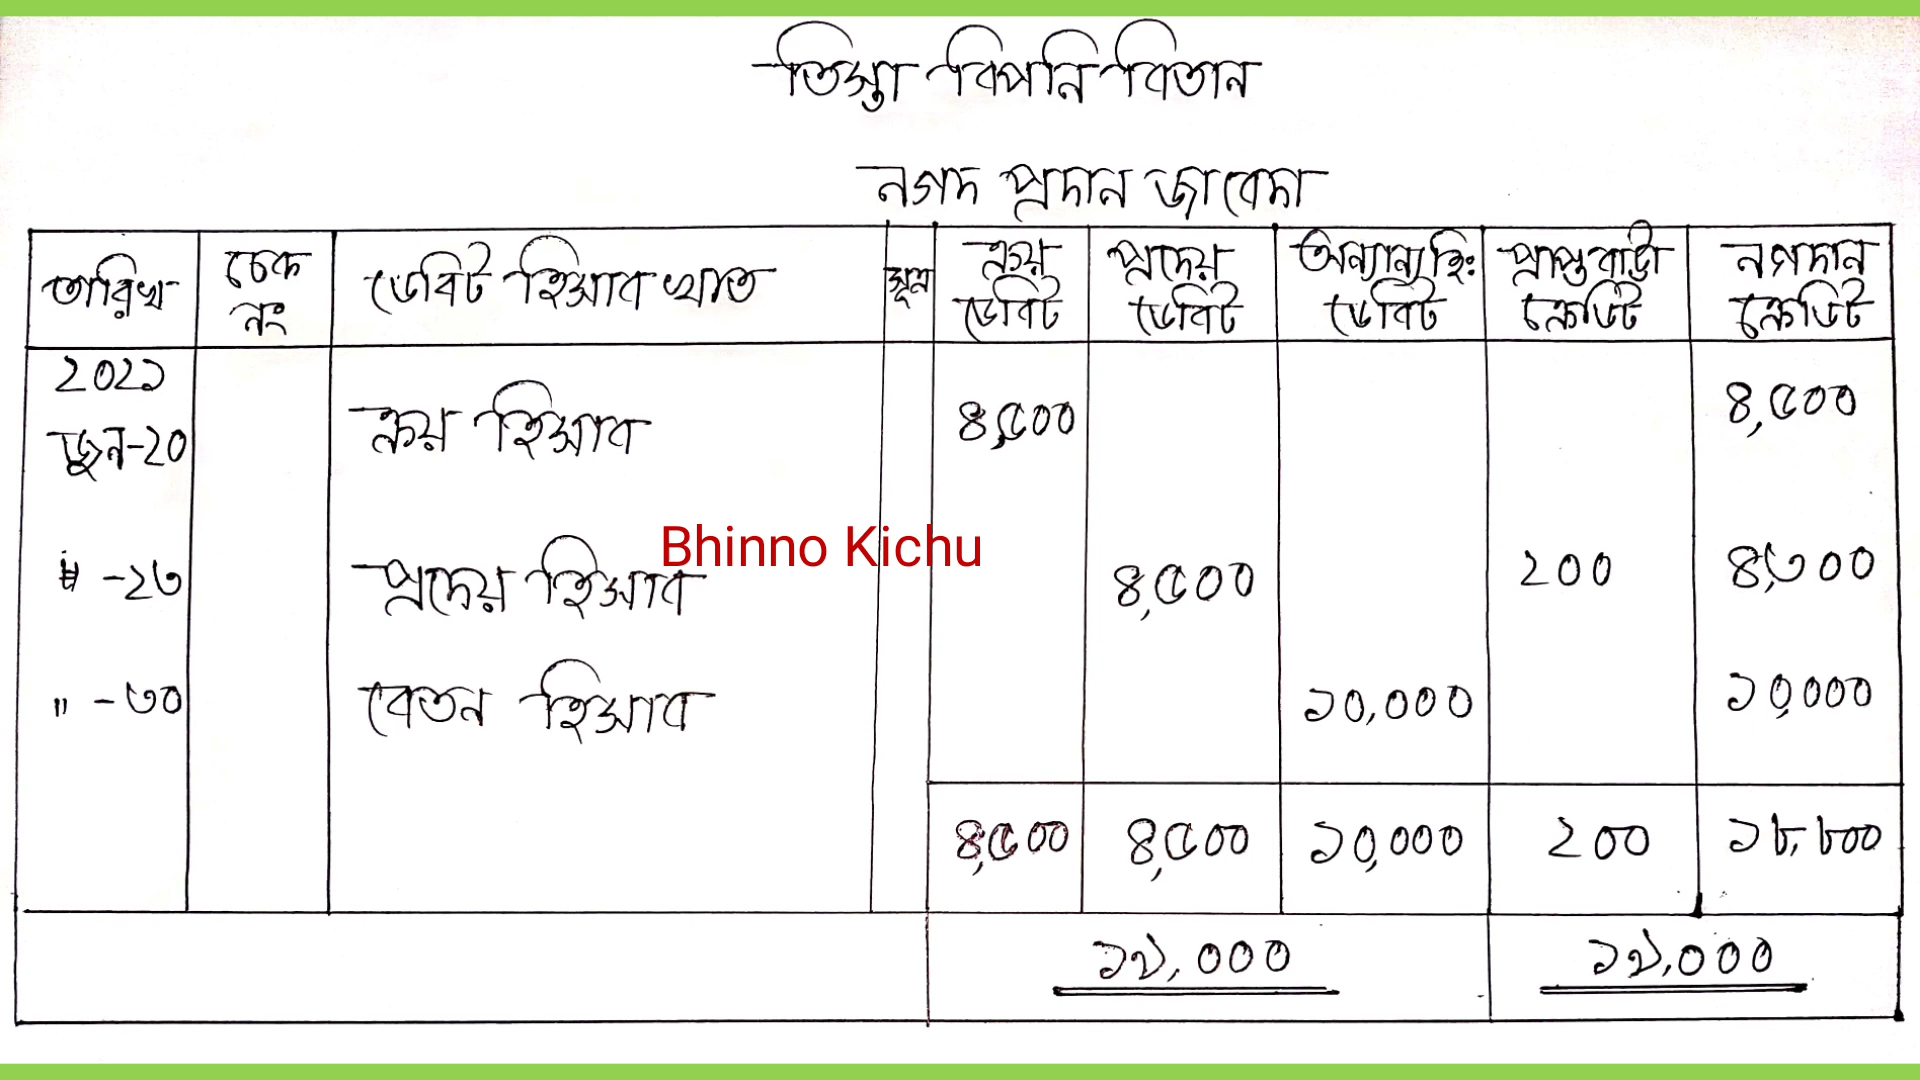 তিস্তা বিপনি বিতান
নগদ প্রদান জাবেদা
তারিখ চেক নং ডেবিট হিসাব খাত সূত্র ক্রয় ডেবিট প্রদেয় ডেবিট অন্যান্য হিঃ ডেবিট প্রাপ্ত বাট্টা ক্রেডিট নগদান ক্রেডিট
২০২১
জুন-২০ ক্রয় হিসাব ৪,৫০০ ৪,৫০০
Bhinno Kichu
" -২৩ প্রদেয় হিসাব ৪,৫০০ ২০০ ৪,৩০০
" -৩০ বেতন হিসাব ১০,০০০ ১০,০০০
৪,৫০০ ৪,৫০০ ১০,০০০ ২০০ ১৮,৮০০
১৯,০০০ ১৯,০০০